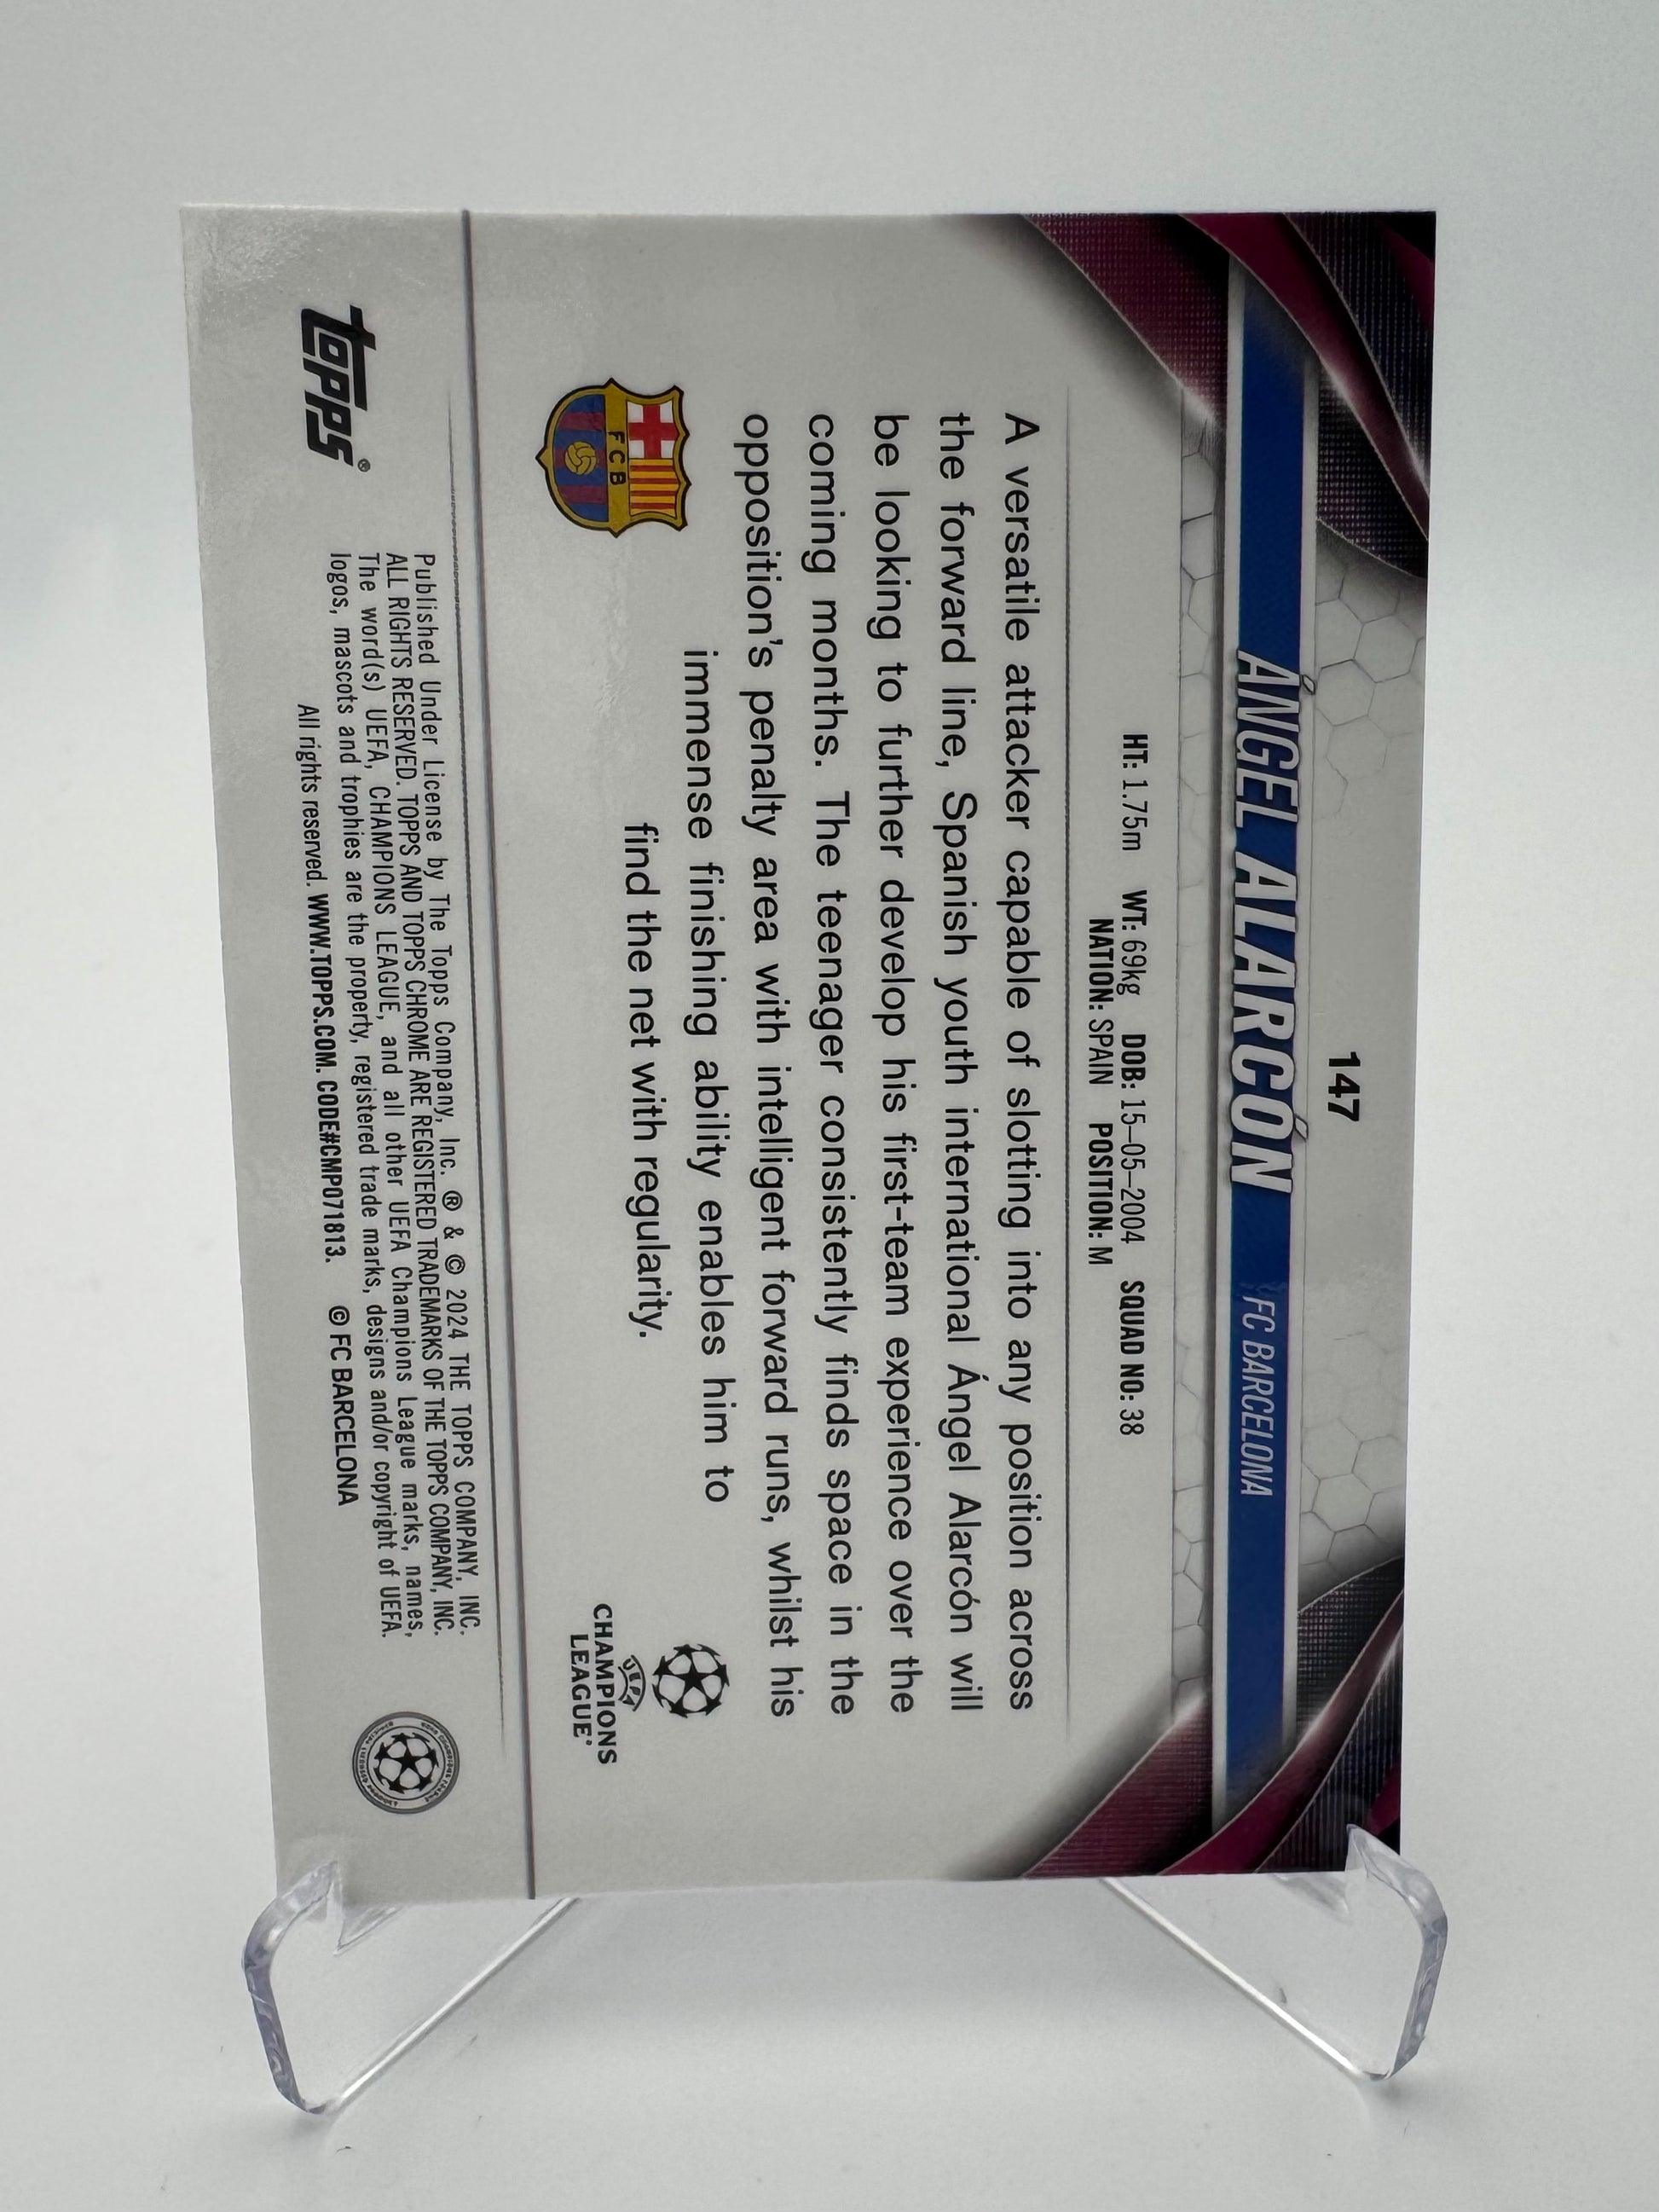 147
ÁNGEL ALARCÓN FC BARCELONA
HT: 1.75m WT: 69kg DOB: 15–05–2004 SQUAD NO: 38
NATION: SPAIN POSITION: M
A versatile attacker capable of slotting into any position across
the forward line, Spanish youth international Ángel Alarcón will
be looking to further develop his first-team experience over the
coming months. The teenager consistently finds space in the
opposition's penalty area with intelligent forward runs, whilst his
immense finishing ability enables him to
find the net with regularity.
FCB
UEFA
CHAMPIONS
LEAGUE®
topps®
Published Under License by The Topps Company, Inc. ® & © 2024 THE TOPPS COMPANY, INC.
ALL RIGHTS RESERVED. TOPPS AND TOPPS CHROME ARE REGISTERED TRADEMARKS OF THE TOPPS COMPANY, INC.
The word(s) UEFA, CHAMPIONS LEAGUE, and all other UEFA Champions League marks, names,
logos, mascots and trophies are the property, registered trade marks, designs and/or copyright of UEFA.
All rights reserved. WWW.TOPPS.COM. CODE#CMP071813. © FC BARCELONA